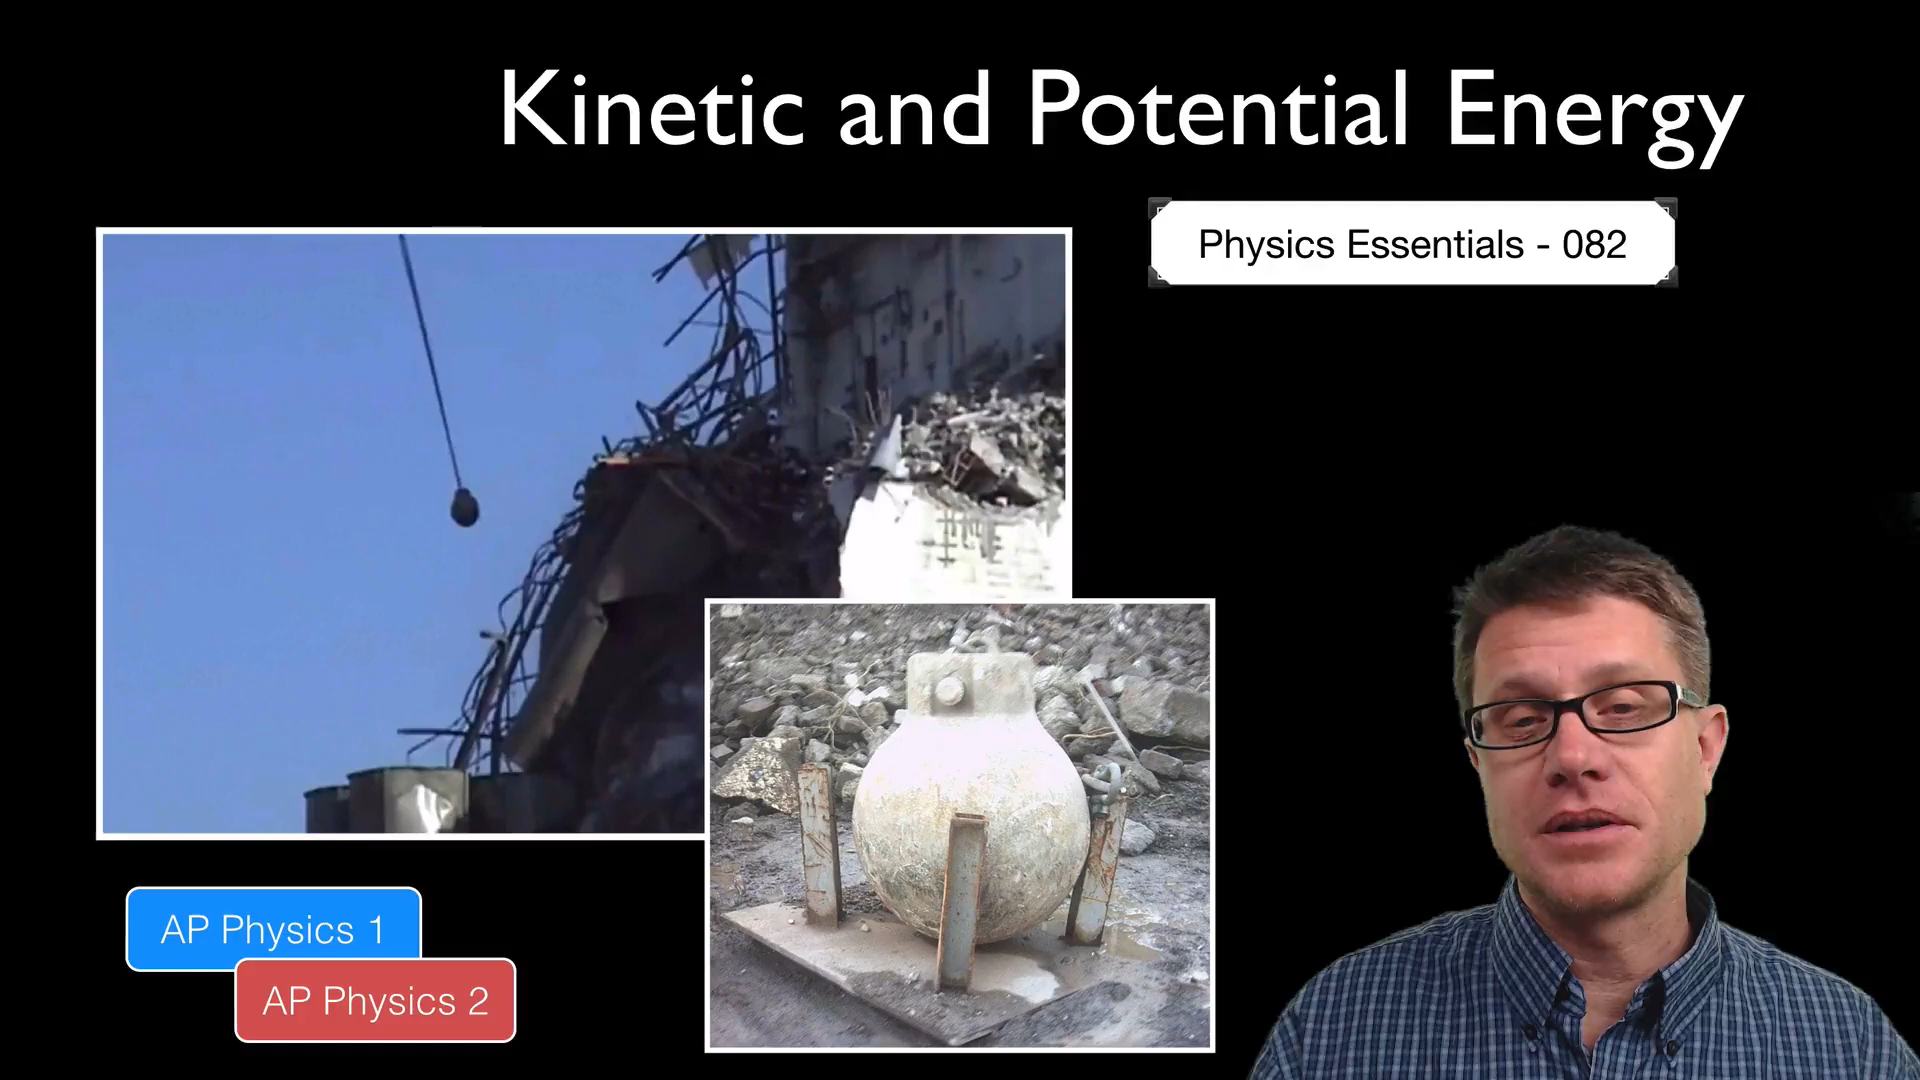 Kinetic and Potential Energy
Physics Essentials - 082
AP Physics 1
AP Physics 2